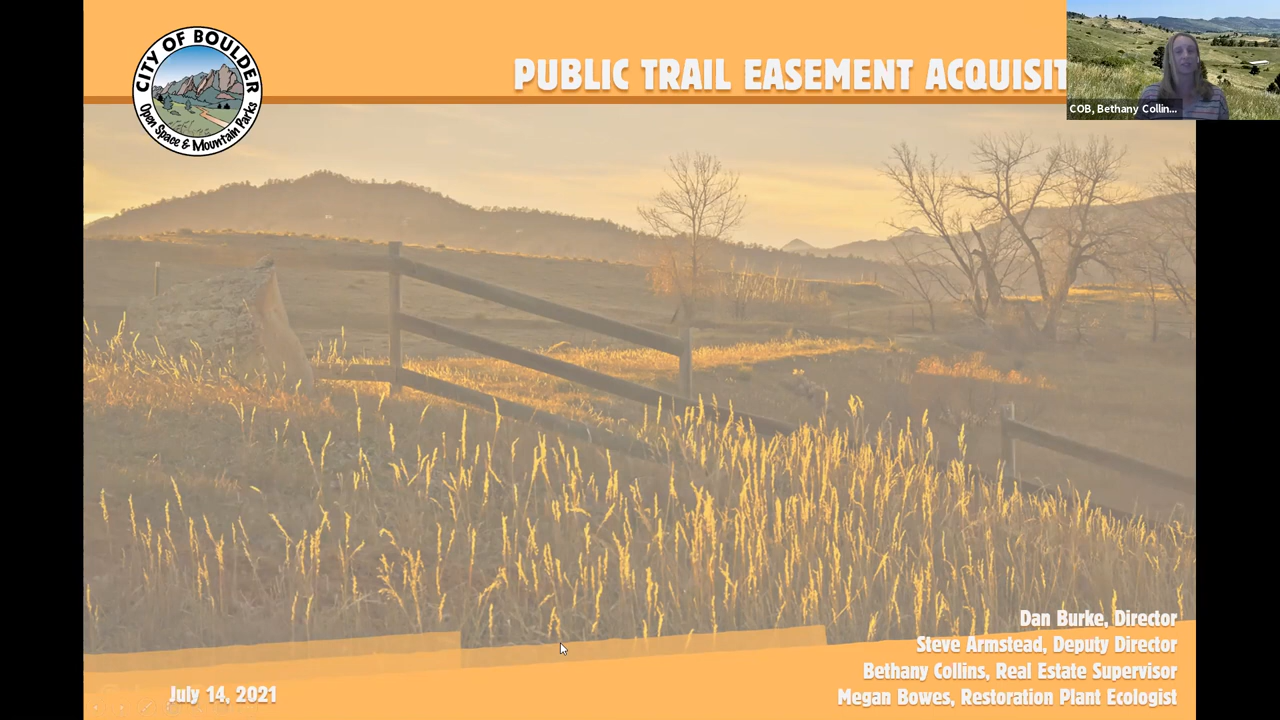 CITY OF BOULDER
Open Space & Mountain Parks
PUBLIC TRAIL EASEMENT ACQUISIT
COB, Bethany Collin...
Dan Burke, Director
Steve Armstead, Deputy Director
Bethany Collins, Real Estate Supervisor
Megan Bowes, Restoration Plant Ecologist
July 14, 2021